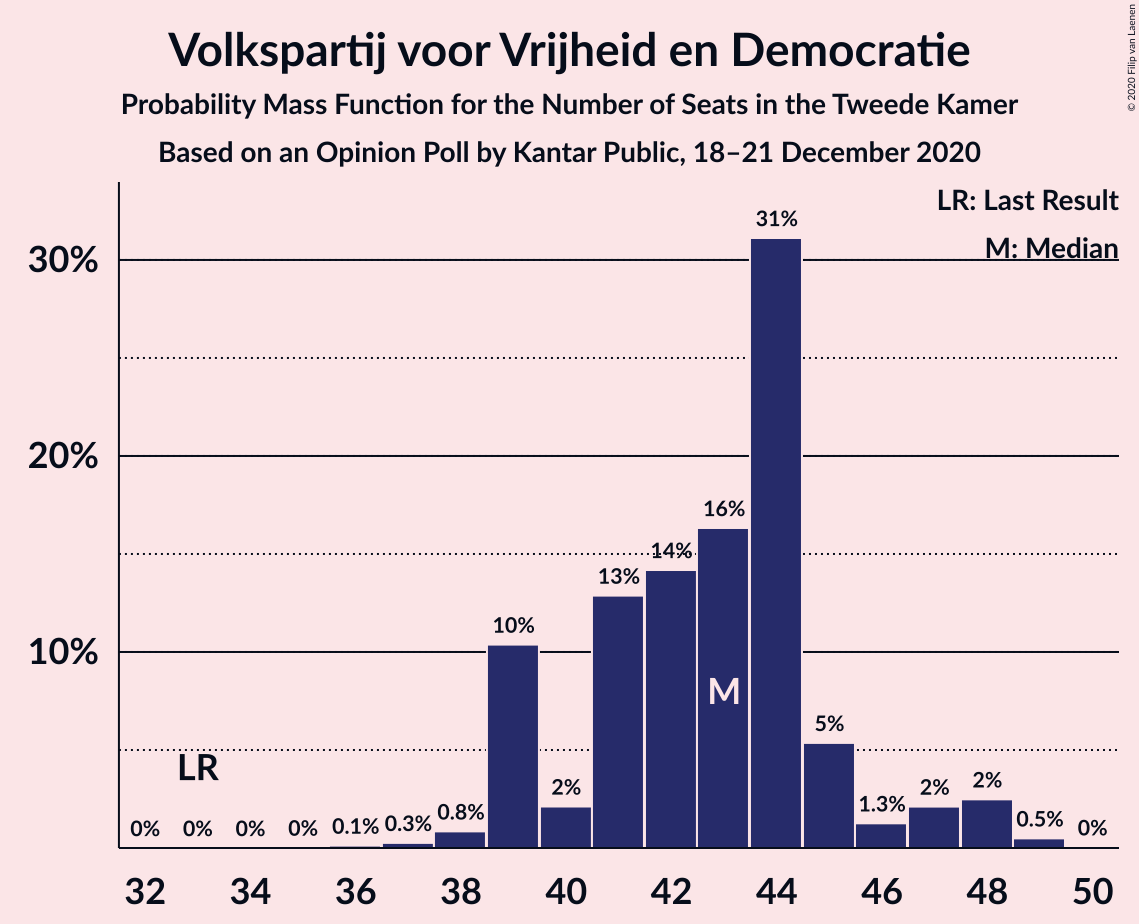 Volkspartij voor Vrijheid en Democratie
Probability Mass Function for the Number of Seats in the Tweede Kamer
Based on an Opinion Poll by Kantar Public, 18–21 December 2020
© 2020 Filip van Laenen
LR: Last Result
M: Median
30%
20%
10%
0%
0%
0%
0%
0.1%
0.3%
0.8%
10%
2%
13%
14%
16%
31%
5%
1.3%
2%
2%
0.5%
0%
LR
M
32 34 36 38 40 42 44 46 48 50